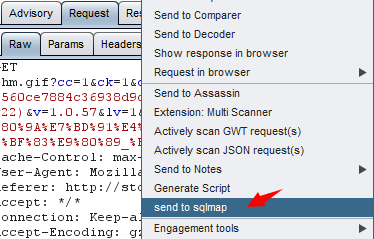 Advisory Request Res
Raw Params Headers
GET
hm.gif?cc=1&ck=1&c
560ce7884c36938d9d
22)&v=1.0.57&lv=1
80%9A%E7%BD%91%E4%
%BF%83%E9%80%89_%E
ache-Control: max-
ser-Agent: Mozilla
eferer: http://sto
ccept: */*
onnection: Keep-a
ccept-Encoding: gz
Send to Comparer
Send to Decoder
Show response in browser
Request in browser
Send to Assassin
Extension: Multi Scanner
Actively scan GWT request(s)
Actively scan JSON request(s)
Send to Notes
Generate Script
send to sqlmap
Engagement tools